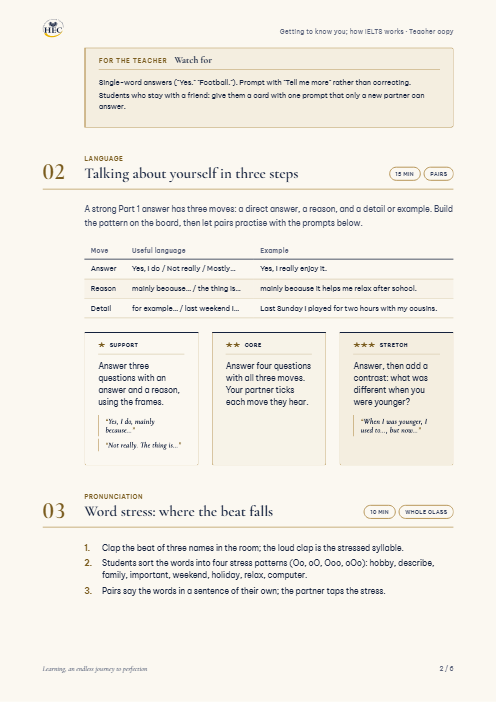 HEC
Getting to know you; how IELTS works · Teacher copy
FOR THE TEACHER Watch for
Single-word answers ("Yes." "Football."). Prompt with "Tell me more" rather than correcting.
Students who stay with a friend: give them a card with one prompt that only a new partner can
answer.
LANGUAGE
02 Talking about yourself in three steps 15 MIN PAIRS
A strong Part 1 answer has three moves: a direct answer, a reason, and a detail or example. Build
the pattern on the board, then let pairs practise with the prompts below.
Move Useful language Example
Answer Yes, I do / Not really / Mostly... Yes, I really enjoy it.
Reason mainly because... / the thing is... mainly because it helps me relax after school.
Detail for example... / last weekend I... Last Sunday I played for two hours with my cousins.
★ SUPPORT
Answer three
questions with an
answer and a reason,
using the frames.
"Yes, I do, mainly
because..."
"Not really. The thing is..."
★★ CORE
Answer four questions
with all three moves.
Your partner ticks
each move they hear.
★★★ STRETCH
Answer, then add a
contrast: what was
different when you
were younger?
"When I was younger, I
used to..., but now..."
PRONUNCIATION
03 Word stress: where the beat falls 10 MIN WHOLE CLASS
1. Clap the beat of three names in the room; the loud clap is the stressed syllable.
2. Students sort the words into four stress patterns (Oo, oO, Ooo, oOo): hobby, describe,
family, important, weekend, holiday, relax, computer.
3. Pairs say the words in a sentence of their own; the partner taps the stress.
Learning, an endless journey to perfection
2 / 6